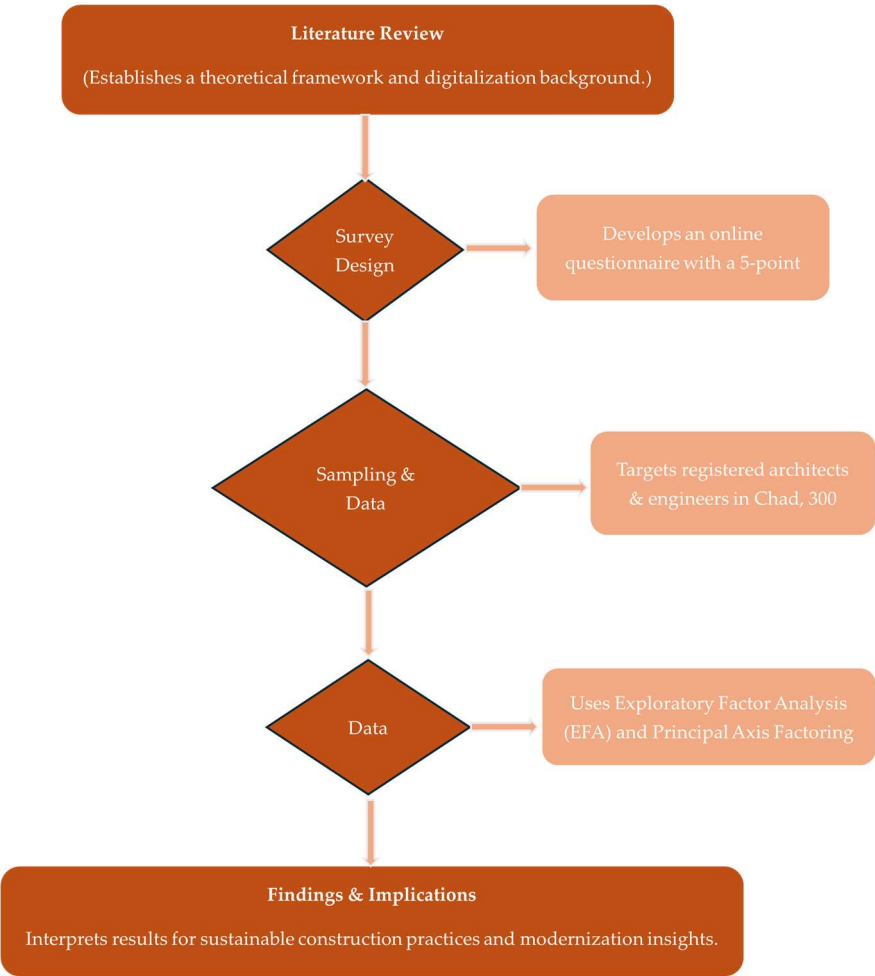 Literature Review
(Establishes a theoretical framework and digitalization background.)
Survey
Design
Develops an online
questionnaire with a 5-point
Sampling &
Data
Targets registered architects
& engineers in Chad, 300
Data
Uses Exploratory Factor Analysis
(EFA) and Principal Axis Factoring
Findings & Implications
Interprets results for sustainable construction practices and modernization insights.